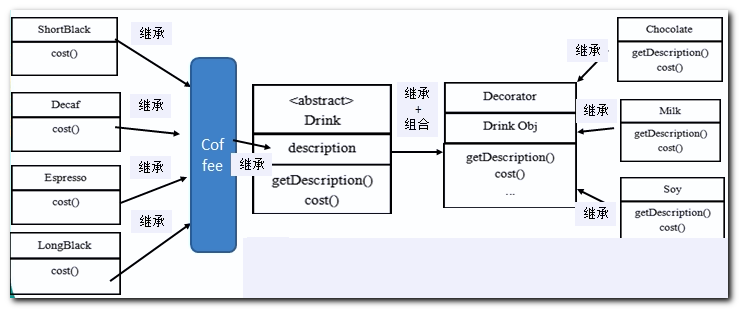 ShortBlack
cost()
继承
Decaf
cost()
继承
Espresso
cost()
继承
LongBlack
cost()
继承
Cof
fee
继承
<abstract>
Drink
description
getDescription()
cost()
继承
+
组合
Decorator
Drink Obj
getDescription()
cost()
...
继承
Chocolate
getDescription()
cost()
继承
Milk
getDescription()
cost()
继承
Soy
getDescription()
cost()